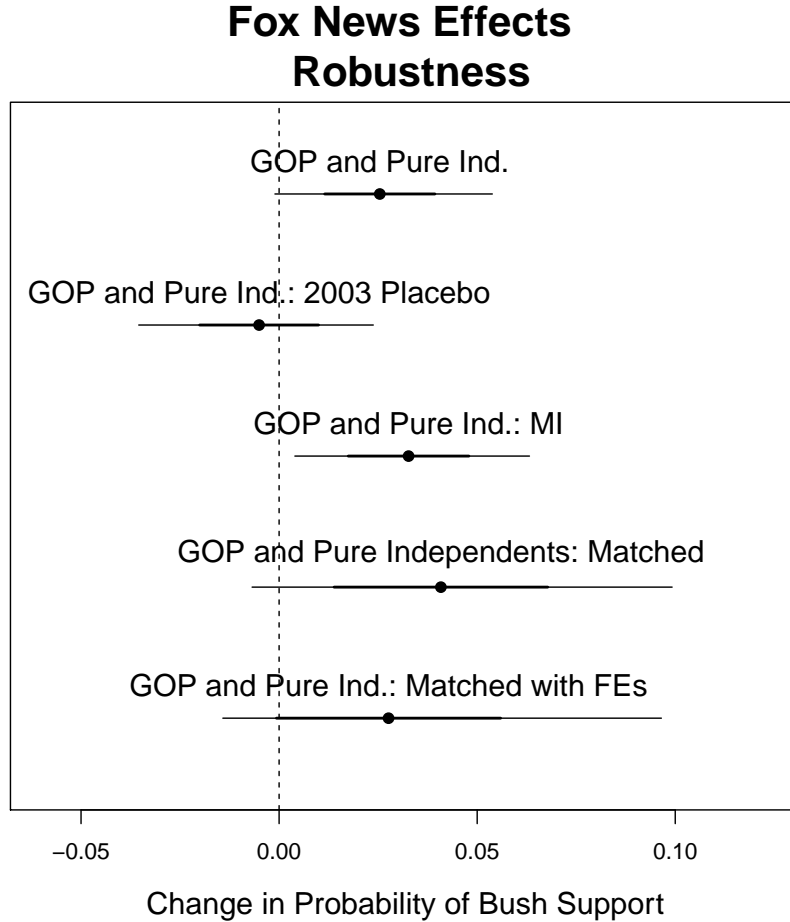 Fox News Effects
Robustness
GOP and Pure Ind.
GOP and Pure Ind.: 2003 Placebo
GOP and Pure Ind.: MI
GOP and Pure Independents: Matched
GOP and Pure Ind.: Matched with FEs
−0.05 0.00 0.05 0.10
Change in Probability of Bush Support